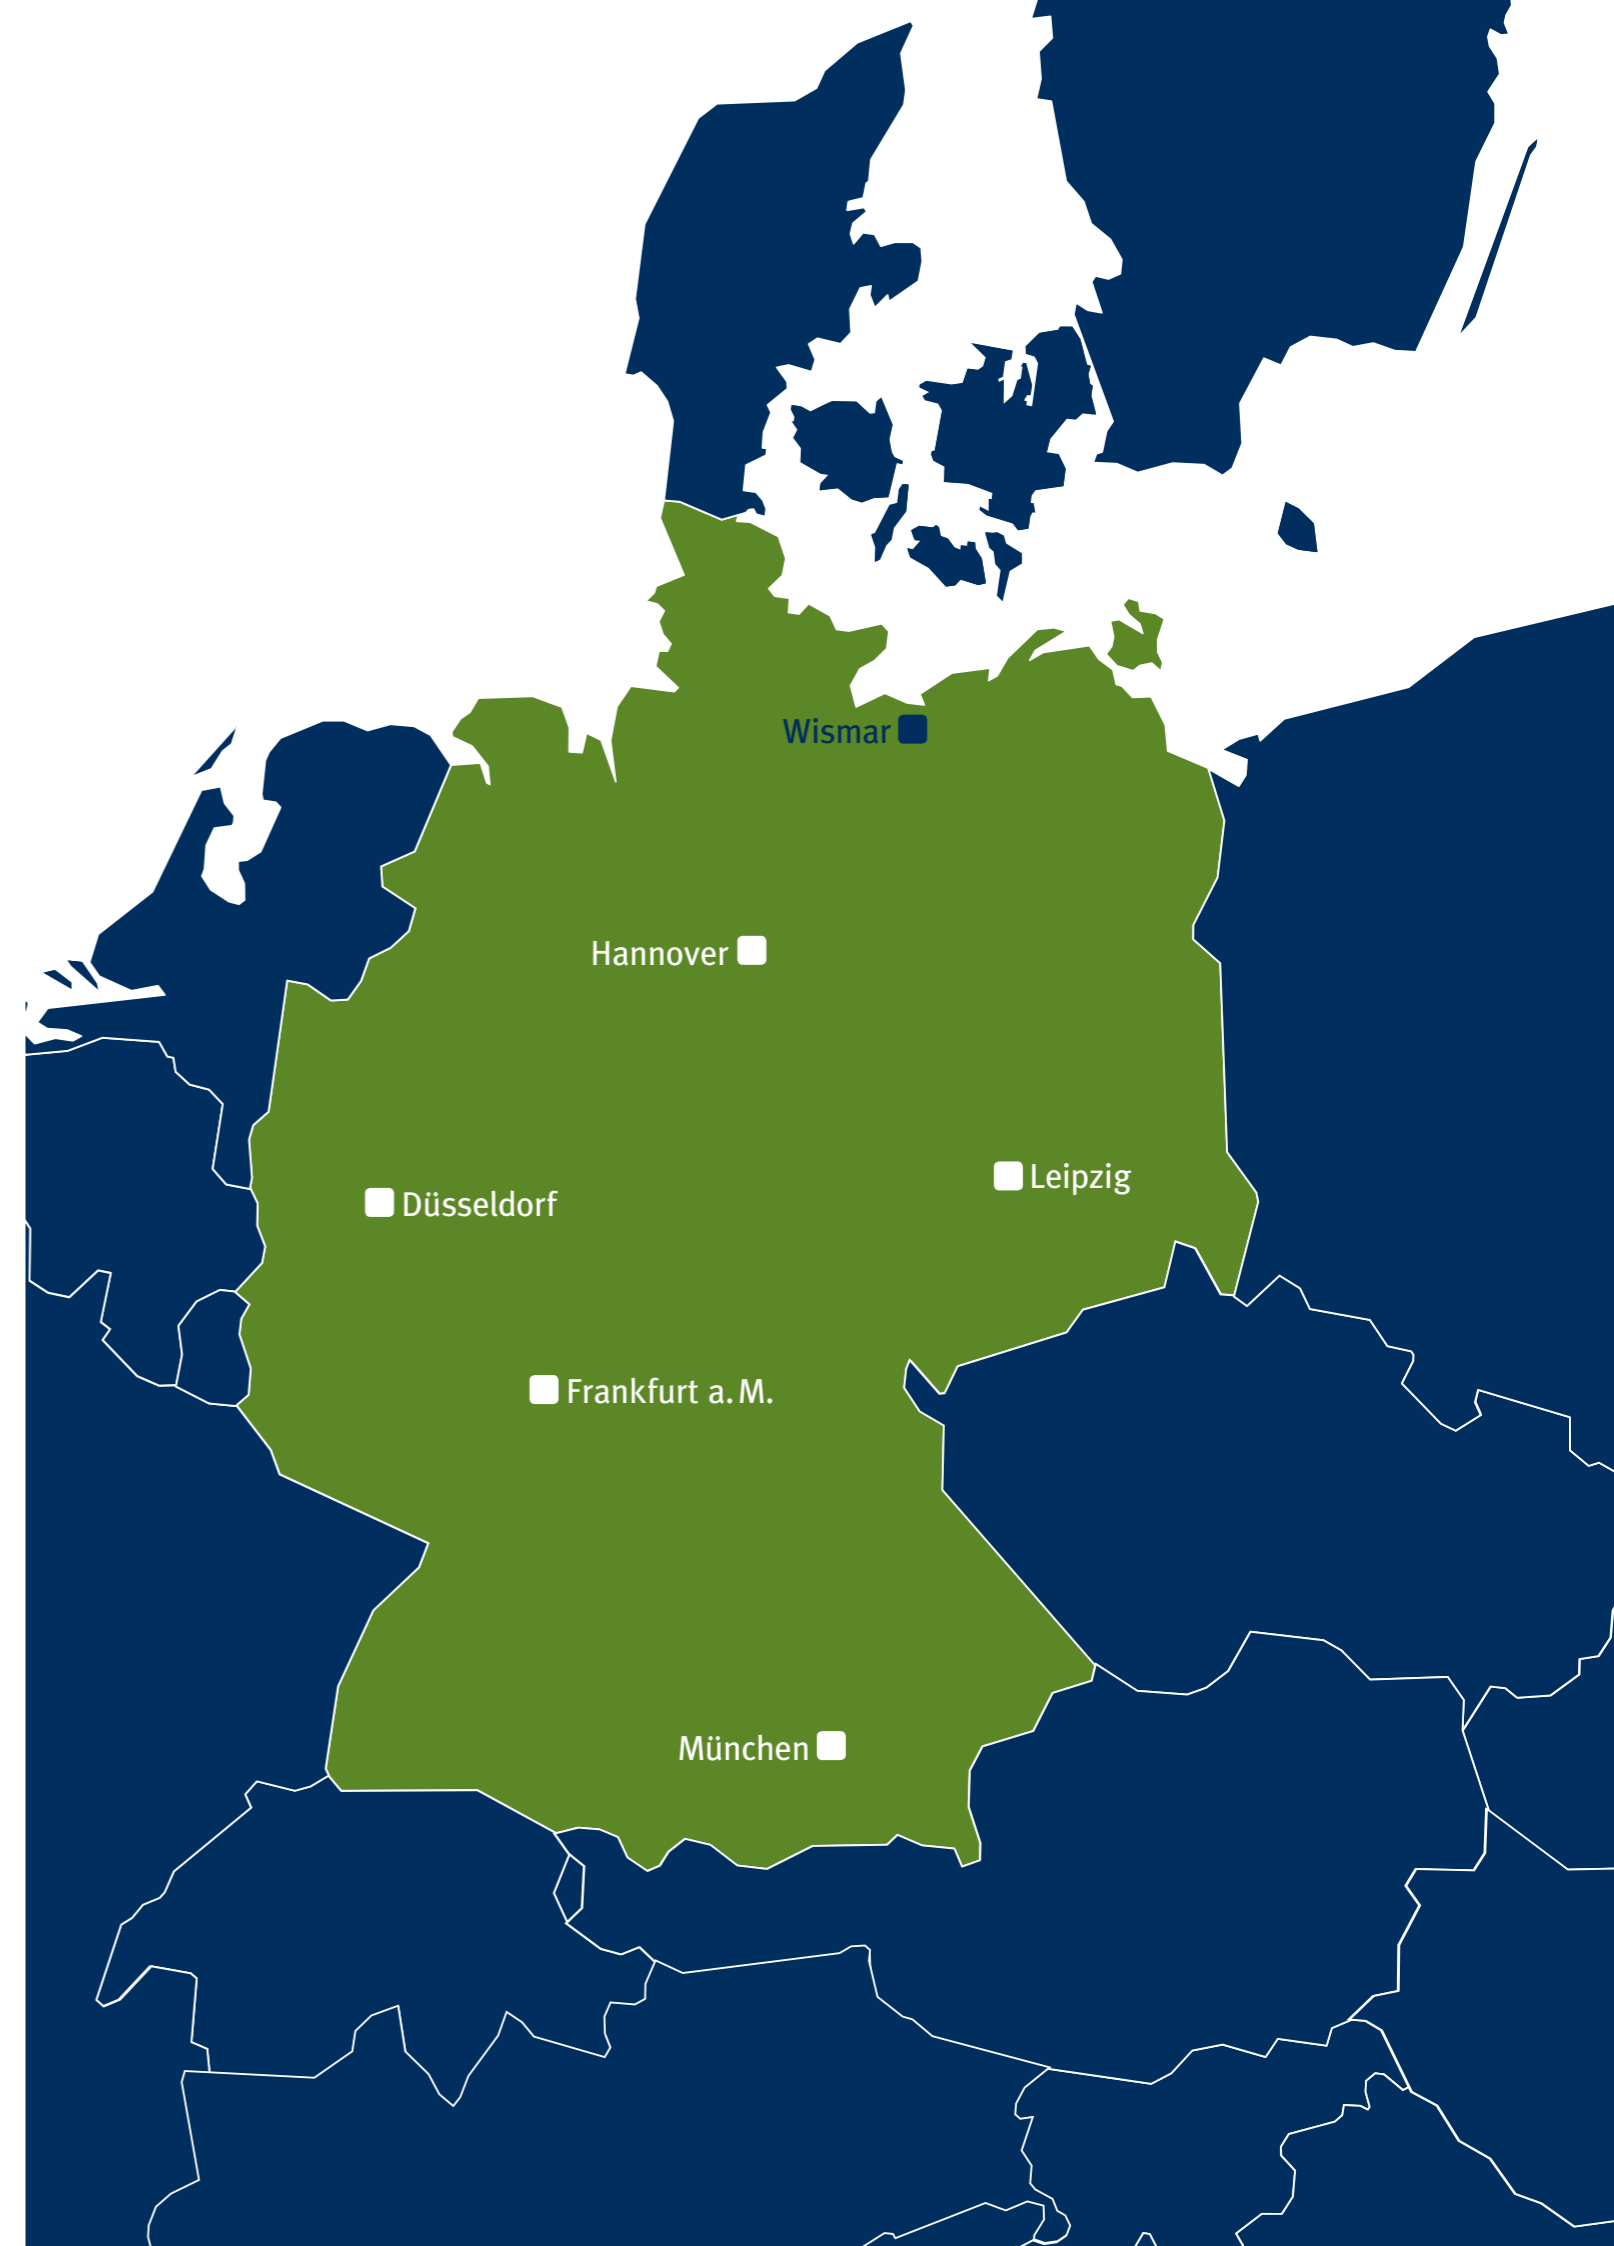 Wismar
Hannover
Leipzig
Düsseldorf
Frankfurt a. M.
München